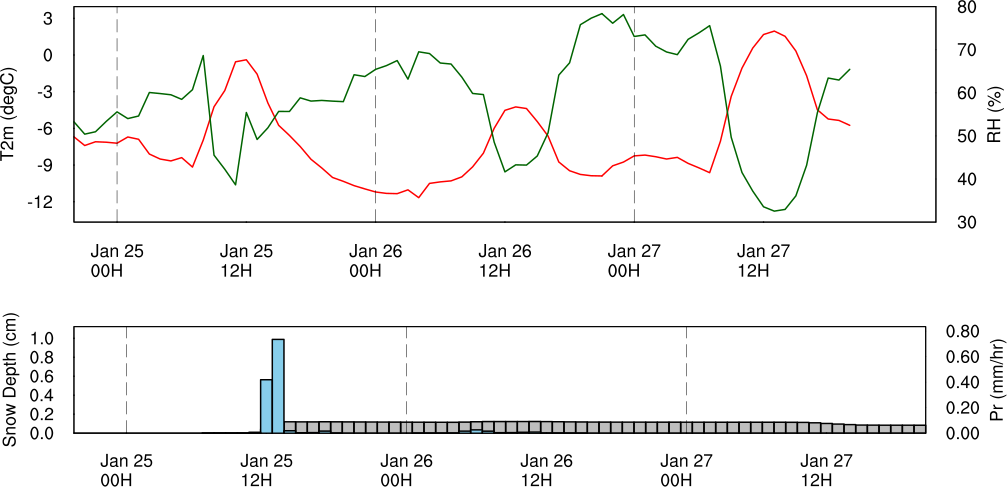 3
0
-3
-6
-9
-12
T2m (degC)
80
70
60
50
40
30
RH (%)
Jan 25 Jan 25 Jan 26 Jan 26 Jan 27 Jan 27
00H 12H 00H 12H 00H 12H
1.0
0.8
0.6
0.4
0.2
0.0
Snow Depth (cm)
0.80
0.60
0.40
0.20
0.00
Pr (mm/hr)
Jan 25 Jan 25 Jan 26 Jan 26 Jan 27 Jan 27
00H 12H 00H 12H 00H 12H